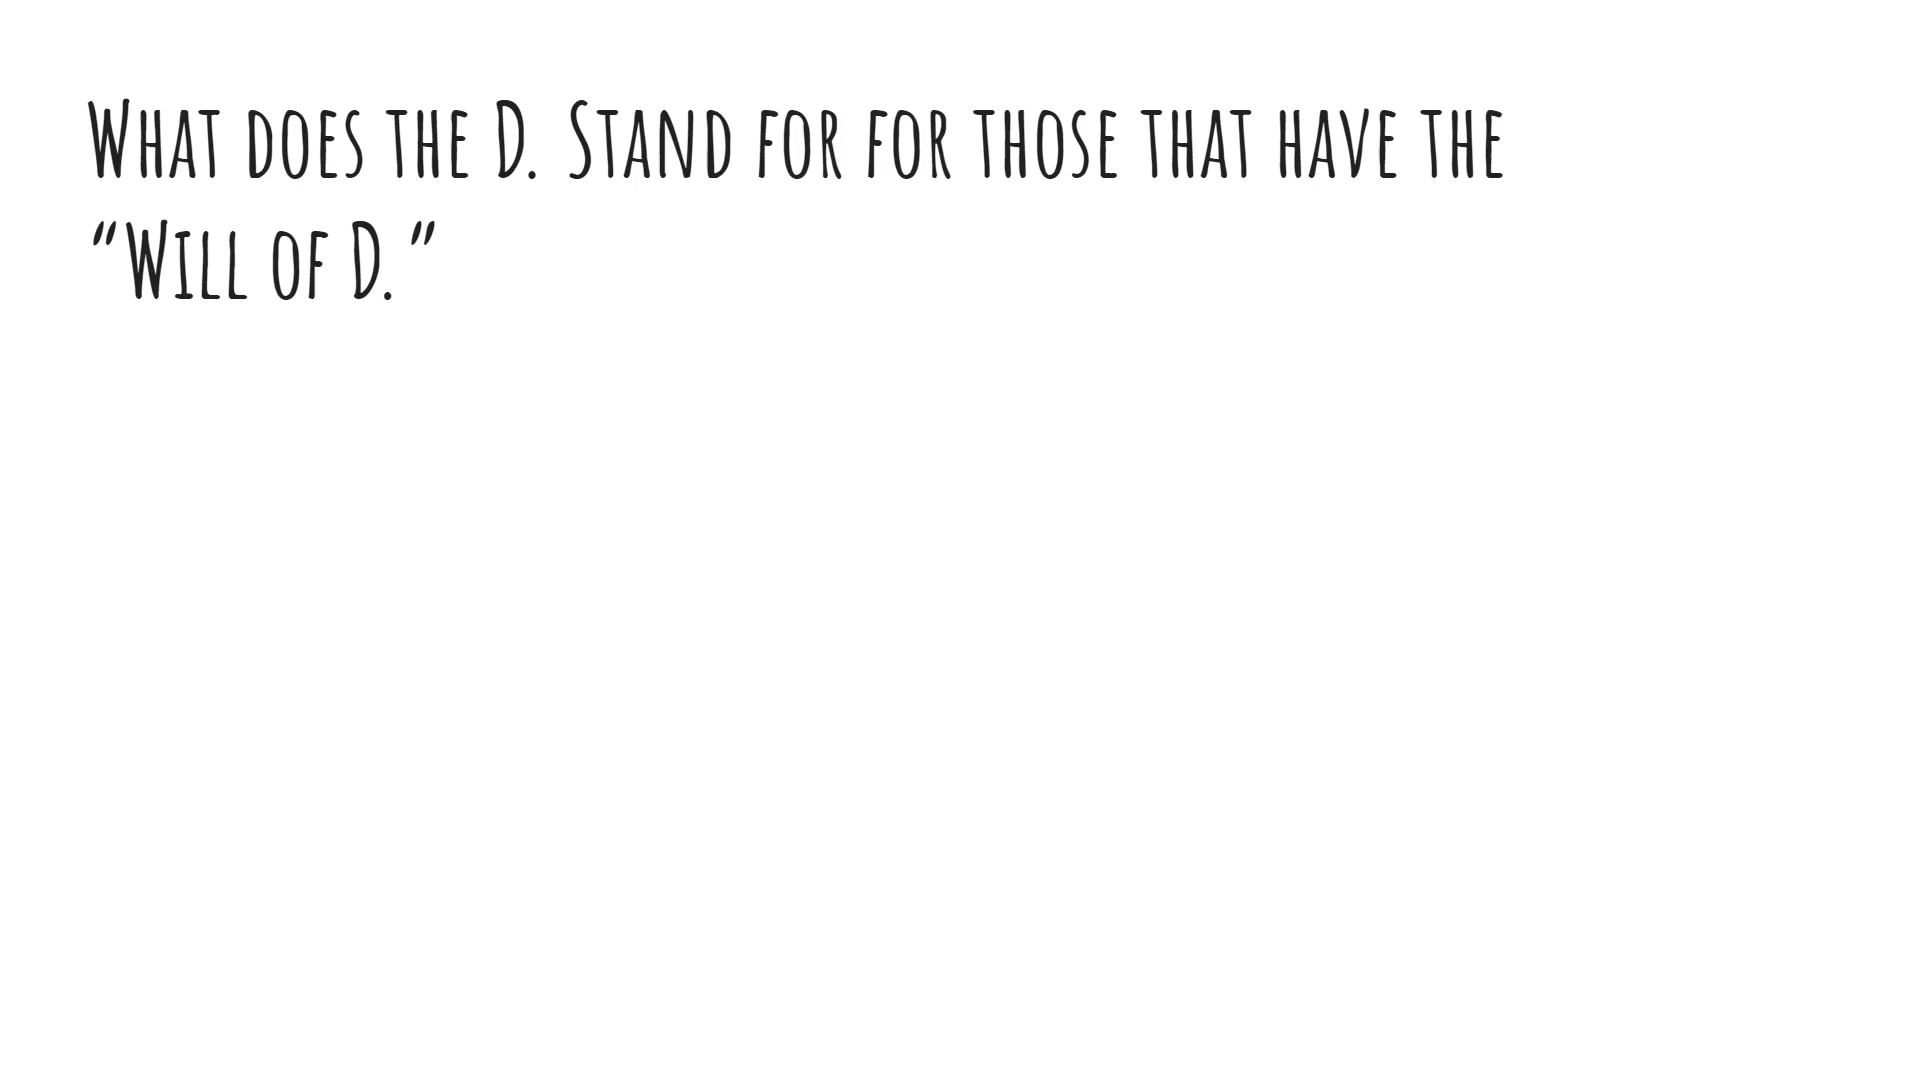 What does the D. Stand for for those that have the
“Will of D.”